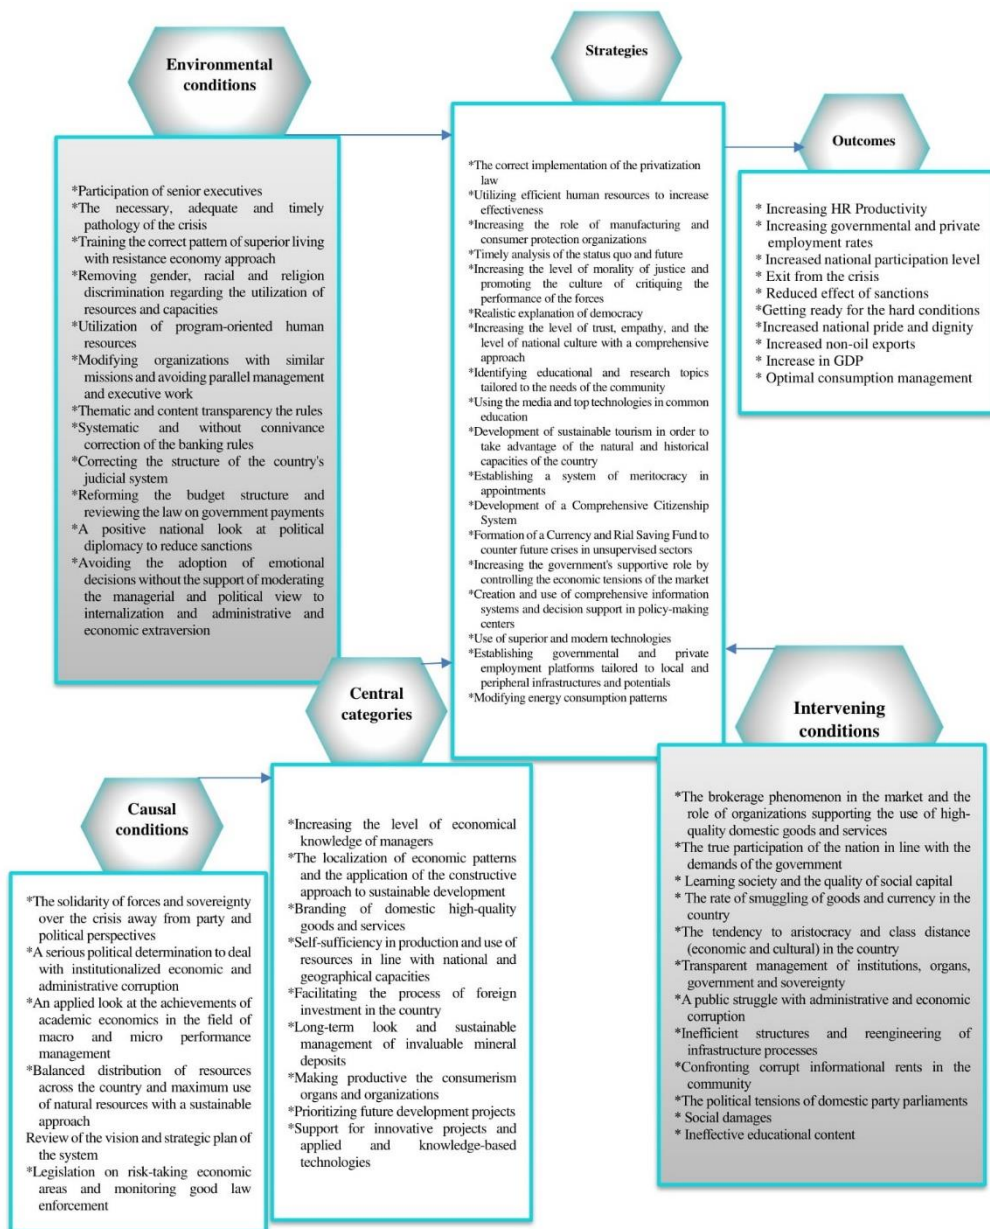 Environmental
conditions
*Participation of senior executives
*The necessary, adequate and timely
pathology of the crisis
*Training the correct pattern of superior living
with resistance economy approach
*Removing gender, racial and religion
discrimination regarding the utilization of
resources and capacities
*Utilization of program-oriented human
resources
*Modifying organizations with similar
missions and avoiding parallel management
and executive work
*Thematic and content transparency the rules
*Systematic and without connivance
correction of the banking rules
*Correcting the structure of the country's
judicial system
*Reforming the budget structure and
reviewing the law on government payments
*A positive national look at political
diplomacy to reduce sanctions
*Avoiding the adoption of emotional
decisions without the support of moderating
the managerial and political view to
internalization and administrative and
economic extraversion
Strategies
*The correct implementation of the privatization
law
*Utilizing efficient human resources to increase
effectiveness
*Increasing the role of manufacturing and
consumer protection organizations
*Timely analysis of the status quo and future
*Increasing the level of morality of justice and
promoting the culture of critiquing the
performance of the forces
*Realistic explanation of democracy
*Increasing the level of trust, empathy, and the
level of national culture with a comprehensive
approach
*Identifying educational and research topics
tailored to the needs of the community
*Using the media and top technologies in common
education
*Development of sustainable tourism in order to
take advantage of the natural and historical
capacities of the country
*Establishing a system of meritocracy in
appointments
*Development of a Comprehensive Citizenship
System
*Formation of a Currency and Rial Saving Fund to
counter future crises in unsupervised sectors
*Increasing the government's supportive role by
controlling the economic tensions of the market
*Creation and use of comprehensive information
systems and decision support in policy-making
centers
*Use of superior and modern technologies
*Establishing governmental and private
employment platforms tailored to local and
peripheral infrastructures and potentials
*Modifying energy consumption patterns
Outcomes
* Increasing HR Productivity
* Increasing governmental and private
employment rates
* Increased national participation level
* Exit from the crisis
* Reduced effect of sanctions
*Getting ready for the hard conditions
*Increased national pride and dignity
* Increased non-oil exports
* Increase in GDP
* Optimal consumption management
Causal
conditions
*The solidarity of forces and sovereignty
over the crisis away from party and
political perspectives
*A serious political determination to deal
with institutionalized economic and
administrative corruption
*An applied look at the achievements of
academic economics in the field of
macro and micro performance
management
*Balanced distribution of resources
across the country and maximum use
of natural resources with a sustainable
approach
Review of the vision and strategic plan of
the system
*Legislation on risk-taking economic
areas and monitoring good law
enforcement
Central
categories
*Increasing the level of economical
knowledge of managers
*The localization of economic patterns
and the application of the constructive
approach to sustainable development
*Branding of domestic high-quality
goods and services
*Self-sufficiency in production and use of
resources in line with national and
geographical capacities
*Facilitating the process of foreign
investment in the country
*Long-term look and sustainable
management of invaluable mineral
deposits
*Making productive the consumerism
organs and organizations
*Prioritizing future development projects
*Support for innovative projects and
applied and knowledge-based
technologies
Intervening
conditions
*The brokerage phenomenon in the market and the
role of organizations supporting the use of high-
quality domestic goods and services
*The true participation of the nation in line with the
demands of the government
* Learning society and the quality of social capital
* The rate of smuggling of goods and currency in the
country
*The tendency to aristocracy and class distance
(economic and cultural) in the country
*Transparent management of institutions, organs,
government and sovereignty
*A public struggle with administrative and economic
corruption
*Inefficient structures and reengineering of
infrastructure processes
*Confronting corrupt informational rents in the
community
*The political tensions of domestic party parliaments
* Social damages
* Ineffective educational content